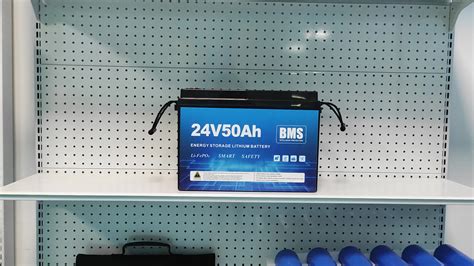 24V50Ah
BMS
ENERGY STORAGE LITHIUM BATTERY
LiFePO₄ SMART SAFETY